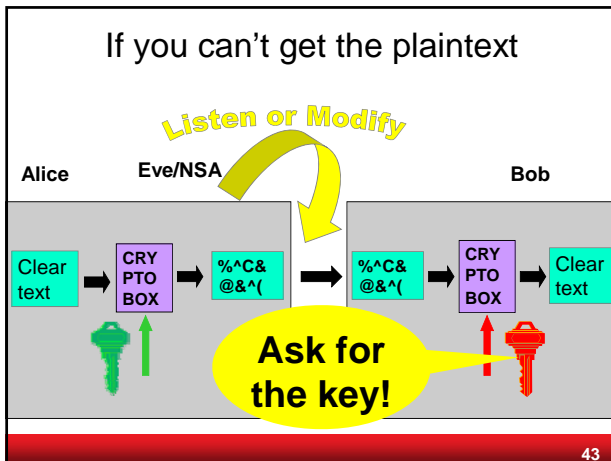 If you can't get the plaintext
Listen or Modify
Alice
Eve/NSA
Bob
Clear
text
CRY
PTO
BOX
%^C&
@&^(
%^C&
@&^(
CRY
PTO
BOX
Clear
text
Ask for
the key!
43